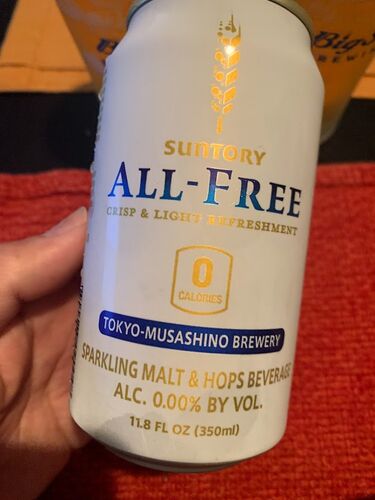 SUNTORY
ALL-FREE
CRISP & LIGHT REFRESHMENT
0
CALORIES
TOKYO-MUSASHINO BREWERY
SPARKLING MALT & HOPS BEVERAGE
ALC. 0.00% BY VOL.
11.8 FL OZ (350ml)
Big